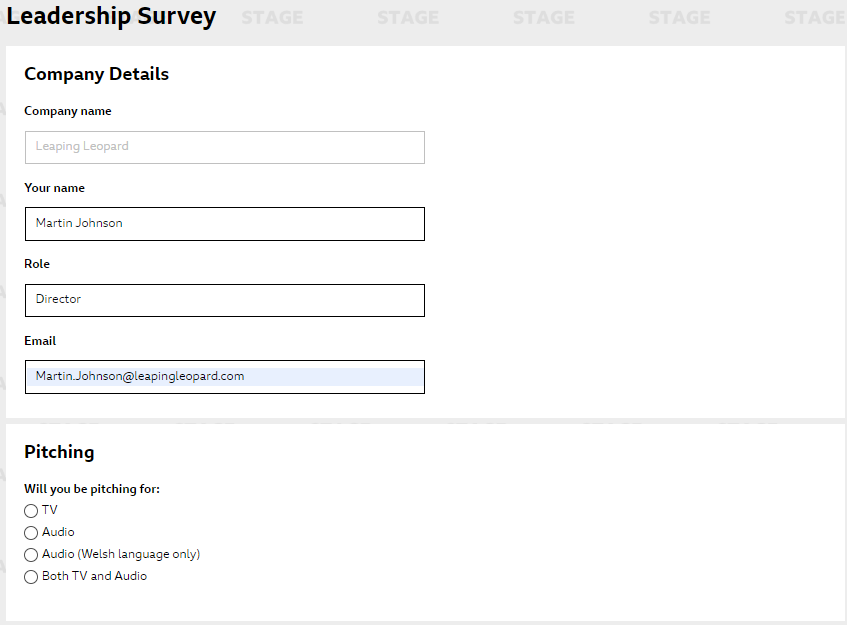 Leadership Survey
STAGE STAGE STAGE STAGE STAGE
Company Details
Company name
Leaping Leopard
Your name
Martin Johnson
Role
Director
Email
Martin.Johnson@leapingleopard.com
Pitching
Will you be pitching for:
TV
Audio
Audio (Welsh language only)
Both TV and Audio